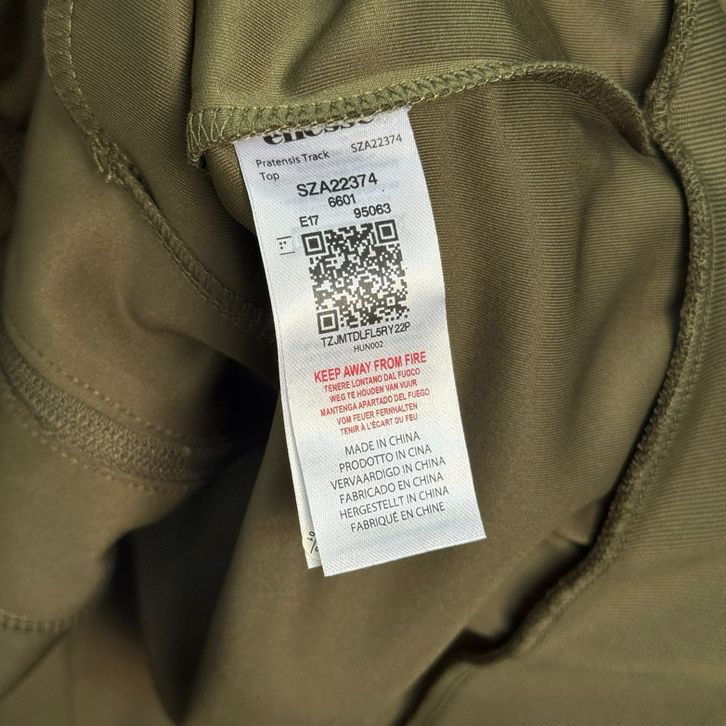 Pratensis Track SZA22374
Top
SZA22374
6601
E17 95063
TZJMTDLFL5RY22P
HUN002
KEEP AWAY FROM FIRE
TENERE LONTANO DAL FUOCO
WEG TE HOUDEN VAN VUUR
MANTENGA APARTADO DEL FUEGO
VOM FEUER FERNHALTEN
TENIR À L'ÉCART DU FEU
MADE IN CHINA
PRODOTTO IN CINA
VERVAARDIGD IN CHINA
FABRICADO EN CHINA
HERGESTELLT IN CHINA
FABRIQUÉ EN CHINE